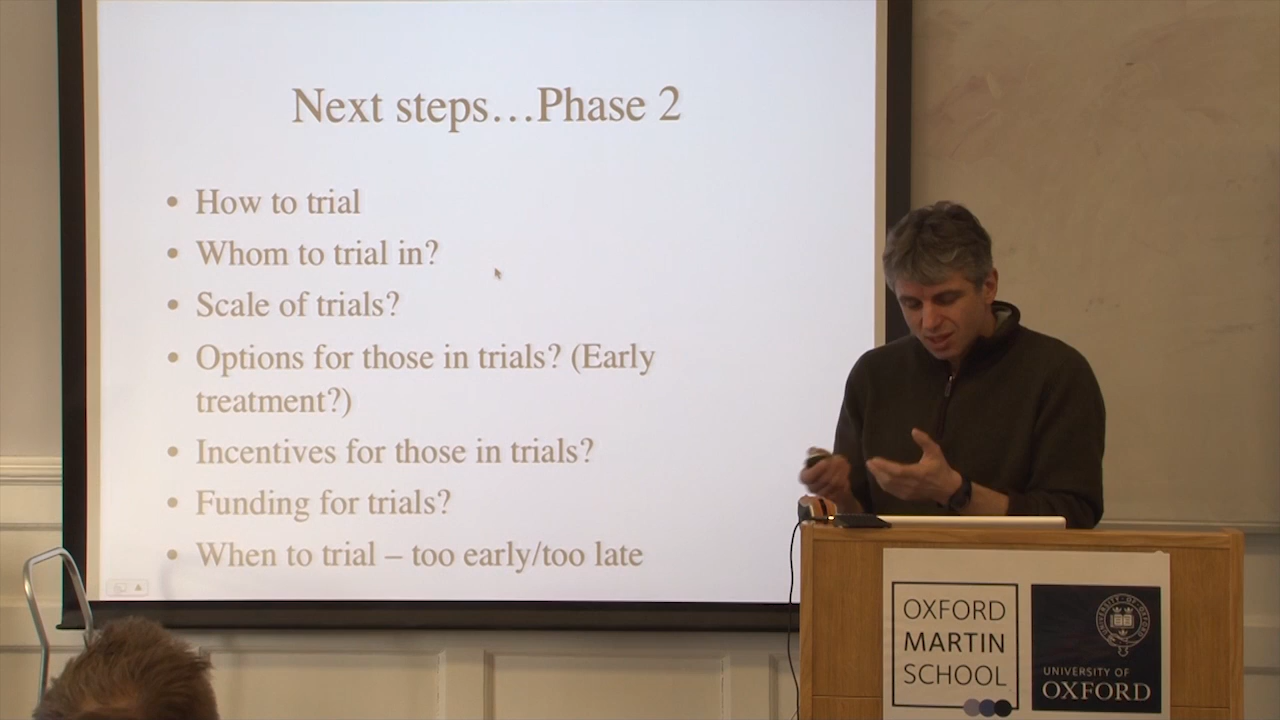 Next steps…Phase 2
• How to trial
• Whom to trial in?
• Scale of trials?
• Options for those in trials? (Early
treatment?)
• Incentives for those in trials?
• Funding for trials?
• When to trial – too early/too late
OXFORD
MARTIN
SCHOOL
UNIVERSITY OF
OXFORD